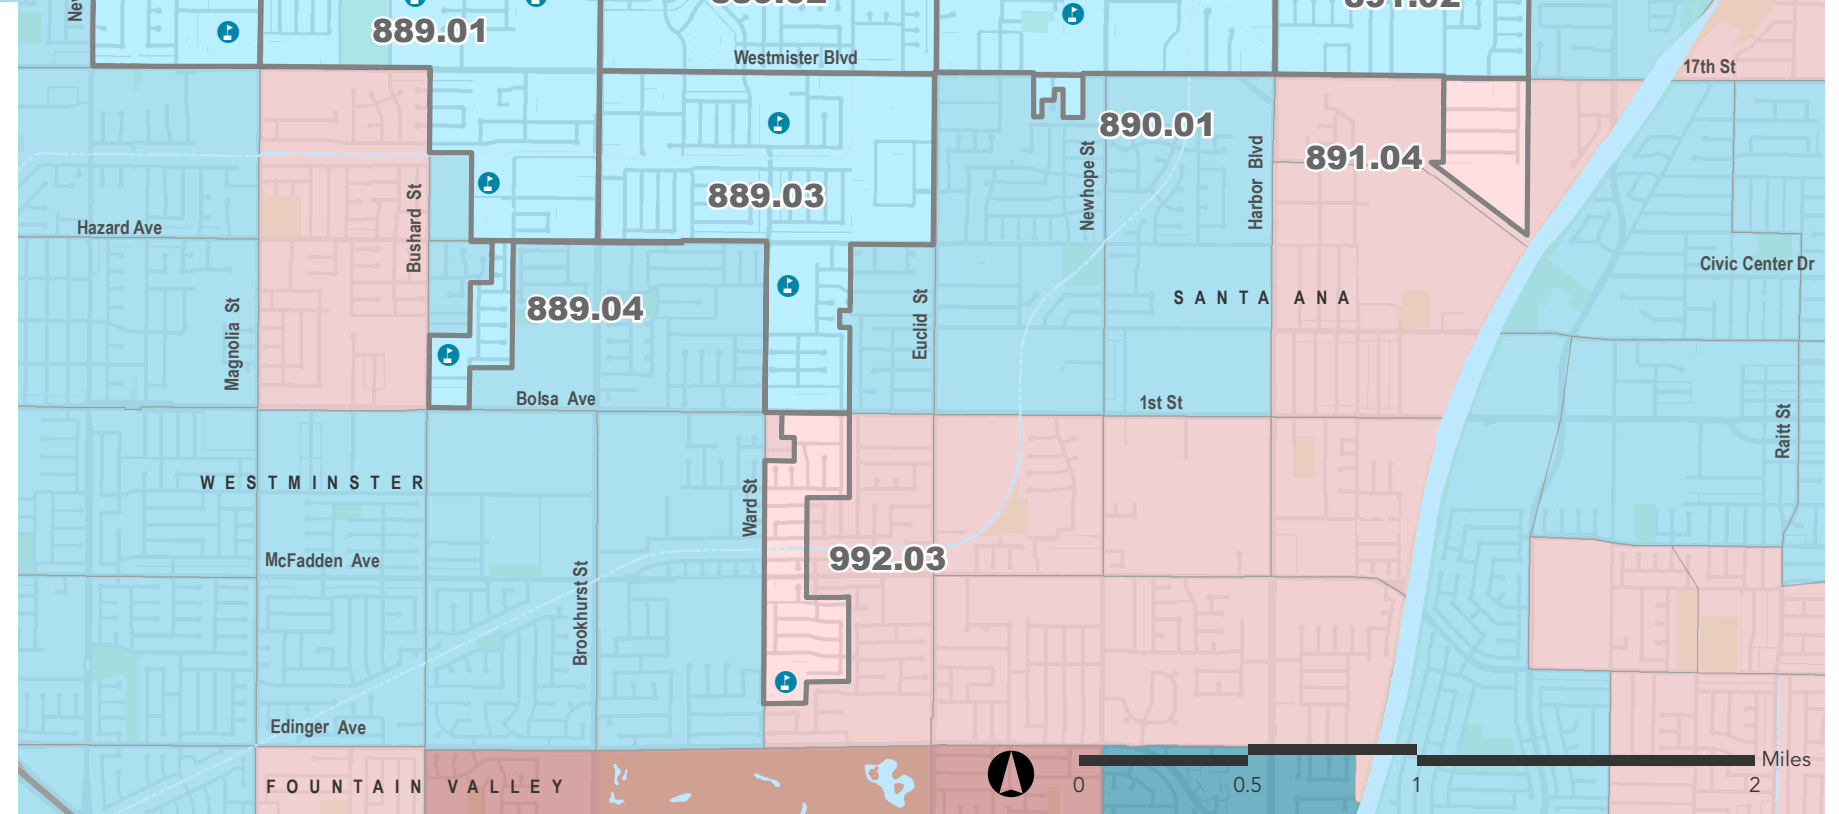 889.01
Westmister Blvd
17th St
890.01
891.04
889.03
Newhope St
Harbor Blvd
Bushard St
Hazard Ave
Civic Center Dr
SANTA ANA
889.04
Magnolia St
Euclid St
Bolsa Ave
1st St
Raitt St
WESTMINSTER
Ward St
McFadden Ave
992.03
Brookhurst St
Edinger Ave
FOUNTAIN VALLEY
Miles
0 0.5 1 2